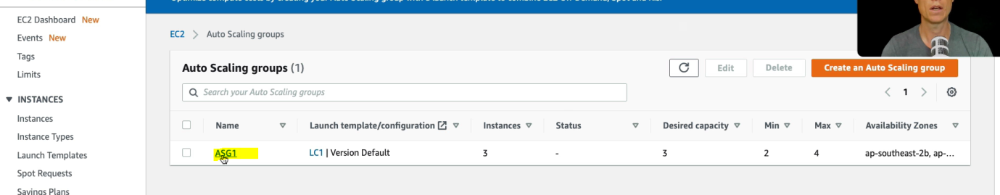 EC2 Dashboard New
Events New
Tags
Limits
INSTANCES
Instances
Instance Types
Launch Templates
Spot Requests
Savings Plans
EC2 > Auto Scaling groups
Auto Scaling groups (1)
Edit
Delete
Create an Auto Scaling group
Search your Auto Scaling groups
1
Name Launch template/configuration Instances Status Desired capacity Min Max Availability Zones
ASG1 LC1 | Version Default 3 - 3 2 4 ap-southeast-2b, ap-...